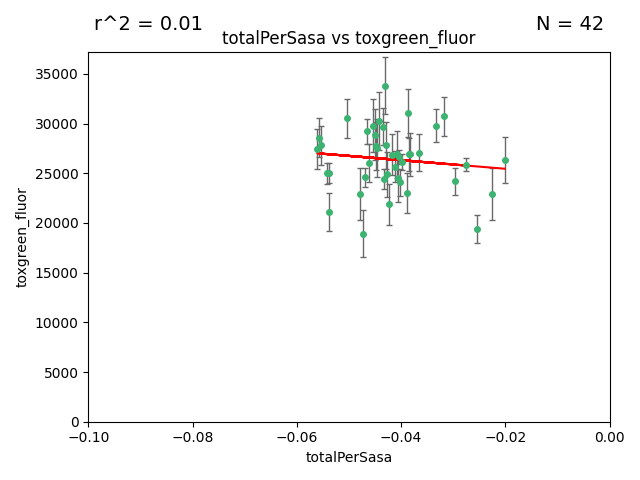 r^2 = 0.01
N = 42
totalPerSasa vs toxgreen_fluor
35000
30000
25000
20000
15000
10000
5000
0
toxgreen_fluor
−0.10
−0.08
−0.06
−0.04
−0.02
0.00
totalPerSasa